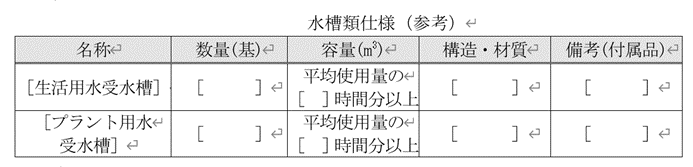 水槽類仕様（参考）
名称 数量(基) 容量(m³) 構造・材質 備考(付属品)
[生活用水受水槽] [ ] 平均使用量の [ ] [ ]
[ ]時間分以上
[プラント用水 [ ] 平均使用量の [ ] [ ]
受水槽] [ ]時間分以上